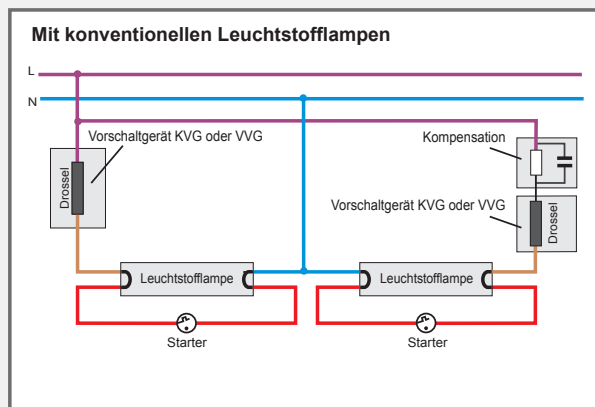 Mit konventionellen Leuchtstofflampen
L
N
Vorschaltgerät KVG oder VVG
Kompensation
Drossel
Vorschaltgerät KVG oder VVG
Drossel
Leuchtstofflampe
Leuchtstofflampe
Starter
Starter